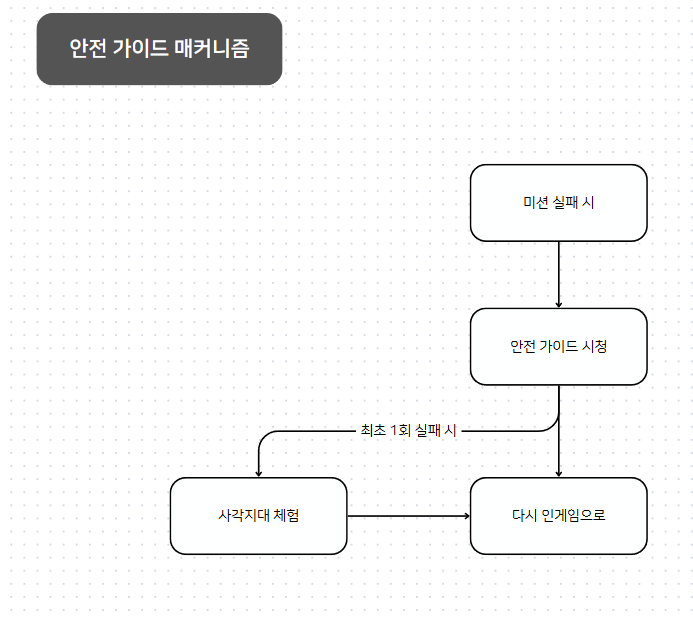 안전 가이드 매커니즘
미션 실패 시
안전 가이드 시청
최초 1회 실패 시
사각지대 체험
다시 인게임으로